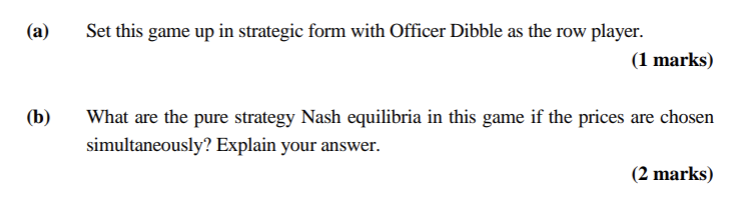 (a) Set this game up in strategic form with Officer Dibble as the row player.
(1 marks)
(b) What are the pure strategy Nash equilibria in this game if the prices are chosen
simultaneously? Explain your answer.
(2 marks)